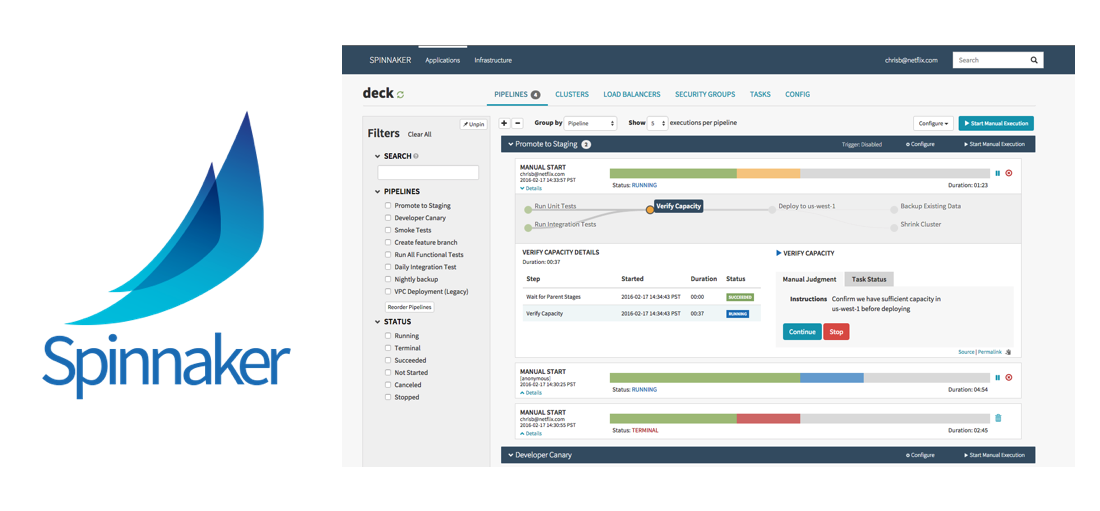 Spinnaker
SPINNAKER Applications Infrastructure chrisb@netflix.com Search
deck
PIPELINES 4 CLUSTERS LOAD BALANCERS SECURITY GROUPS TASKS CONFIG
Unpin
Filters Clear All
SEARCH
PIPELINES
Promote to Staging
Developer Canary
Smoke Tests
Create feature branch
Run All Functional Tests
Daily Integration Test
Nightly backup
VPC Deployment (Legacy)
Reorder Pipelines
STATUS
Running
Terminal
Succeeded
Not Started
Canceled
Stopped
Group by Pipeline Show 5 executions per pipeline Configure Start Manual Execution
Promote to Staging 3 Trigger: Disabled Configure Start Manual Execution
MANUAL START
chrisb@netflix.com
2016-02-17 14:33:57 PST
Details
Status: RUNNING Duration: 01:23
Run Unit Tests Verify Capacity Deploy to us-west-1 Backup Existing Data
Run Integration Tests Shrink Cluster
VERIFY CAPACITY DETAILS
Duration: 00:37
Step Started Duration Status
Wait for Parent Stages 2016-02-17 14:34:43 PST 00:00 SUCCEEDED
Verify Capacity 2016-02-17 14:34:43 PST 00:37 RUNNING
VERIFY CAPACITY
Manual Judgment Task Status
Instructions Confirm we have sufficient capacity in
us-west-1 before deploying
Continue Stop
Source | Permalink
MANUAL START
[anonymous]
2016-02-17 14:30:25 PST
Details
Status: RUNNING Duration: 04:54
MANUAL START
chrisb@netflix.com
2016-02-17 14:30:55 PST
Details
Status: TERMINAL Duration: 02:45
Developer Canary Configure Start Manual Execution